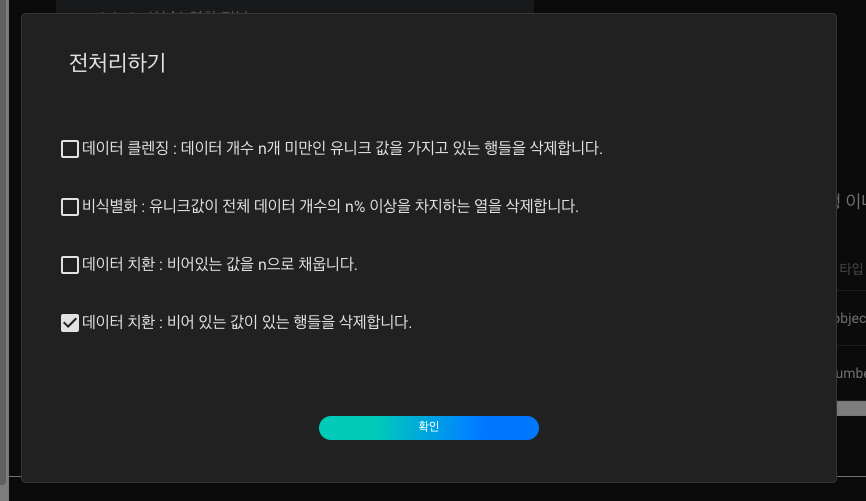 전처리하기
데이터 클렌징 : 데이터 개수 n개 미만인 유니크 값을 가지고 있는 행들을 삭제합니다.
비식별화 : 유니크값이 전체 데이터 개수의 n% 이상을 차지하는 열을 삭제합니다.
타입
데이터 치환 : 비어있는 값을 n으로 채웁니다.
데이터 치환 : 비어 있는 값이 있는 행들을 삭제합니다.
확인